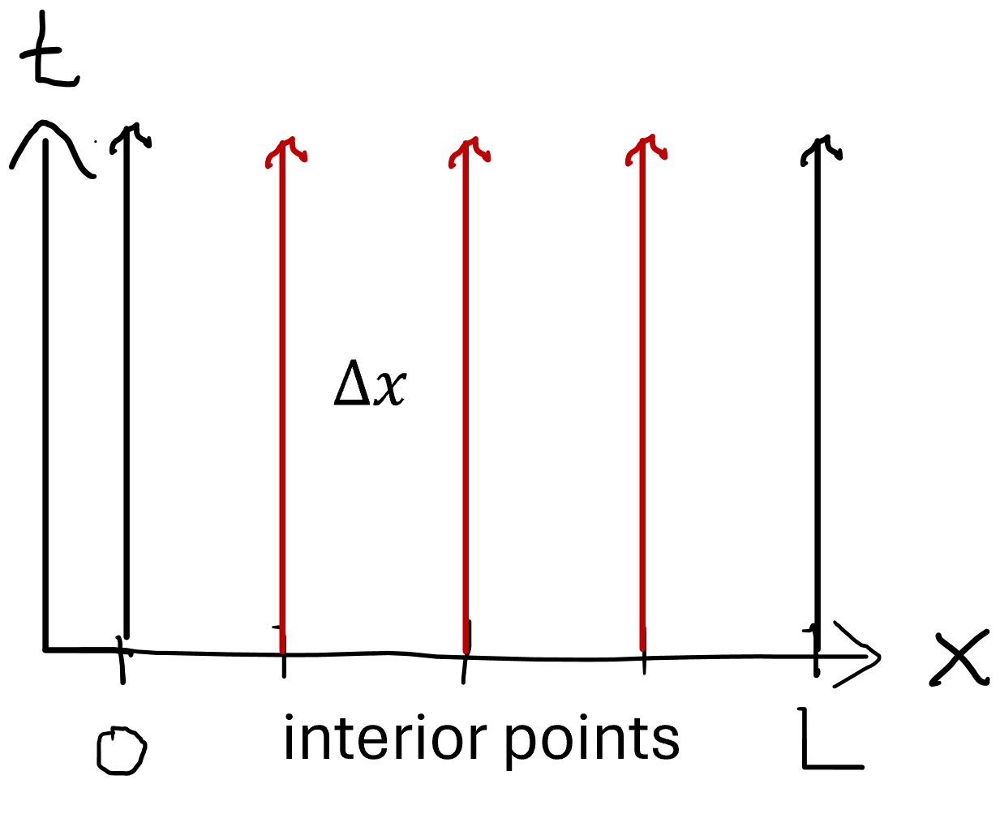 t
Δx
x
0 interior points L